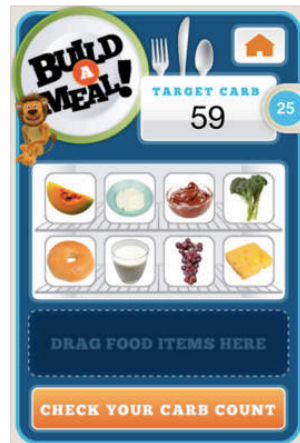 BUILD
A
MEAL!
TARGET CARB
59
25
DRAG FOOD ITEMS HERE
CHECK YOUR CARB COUNT